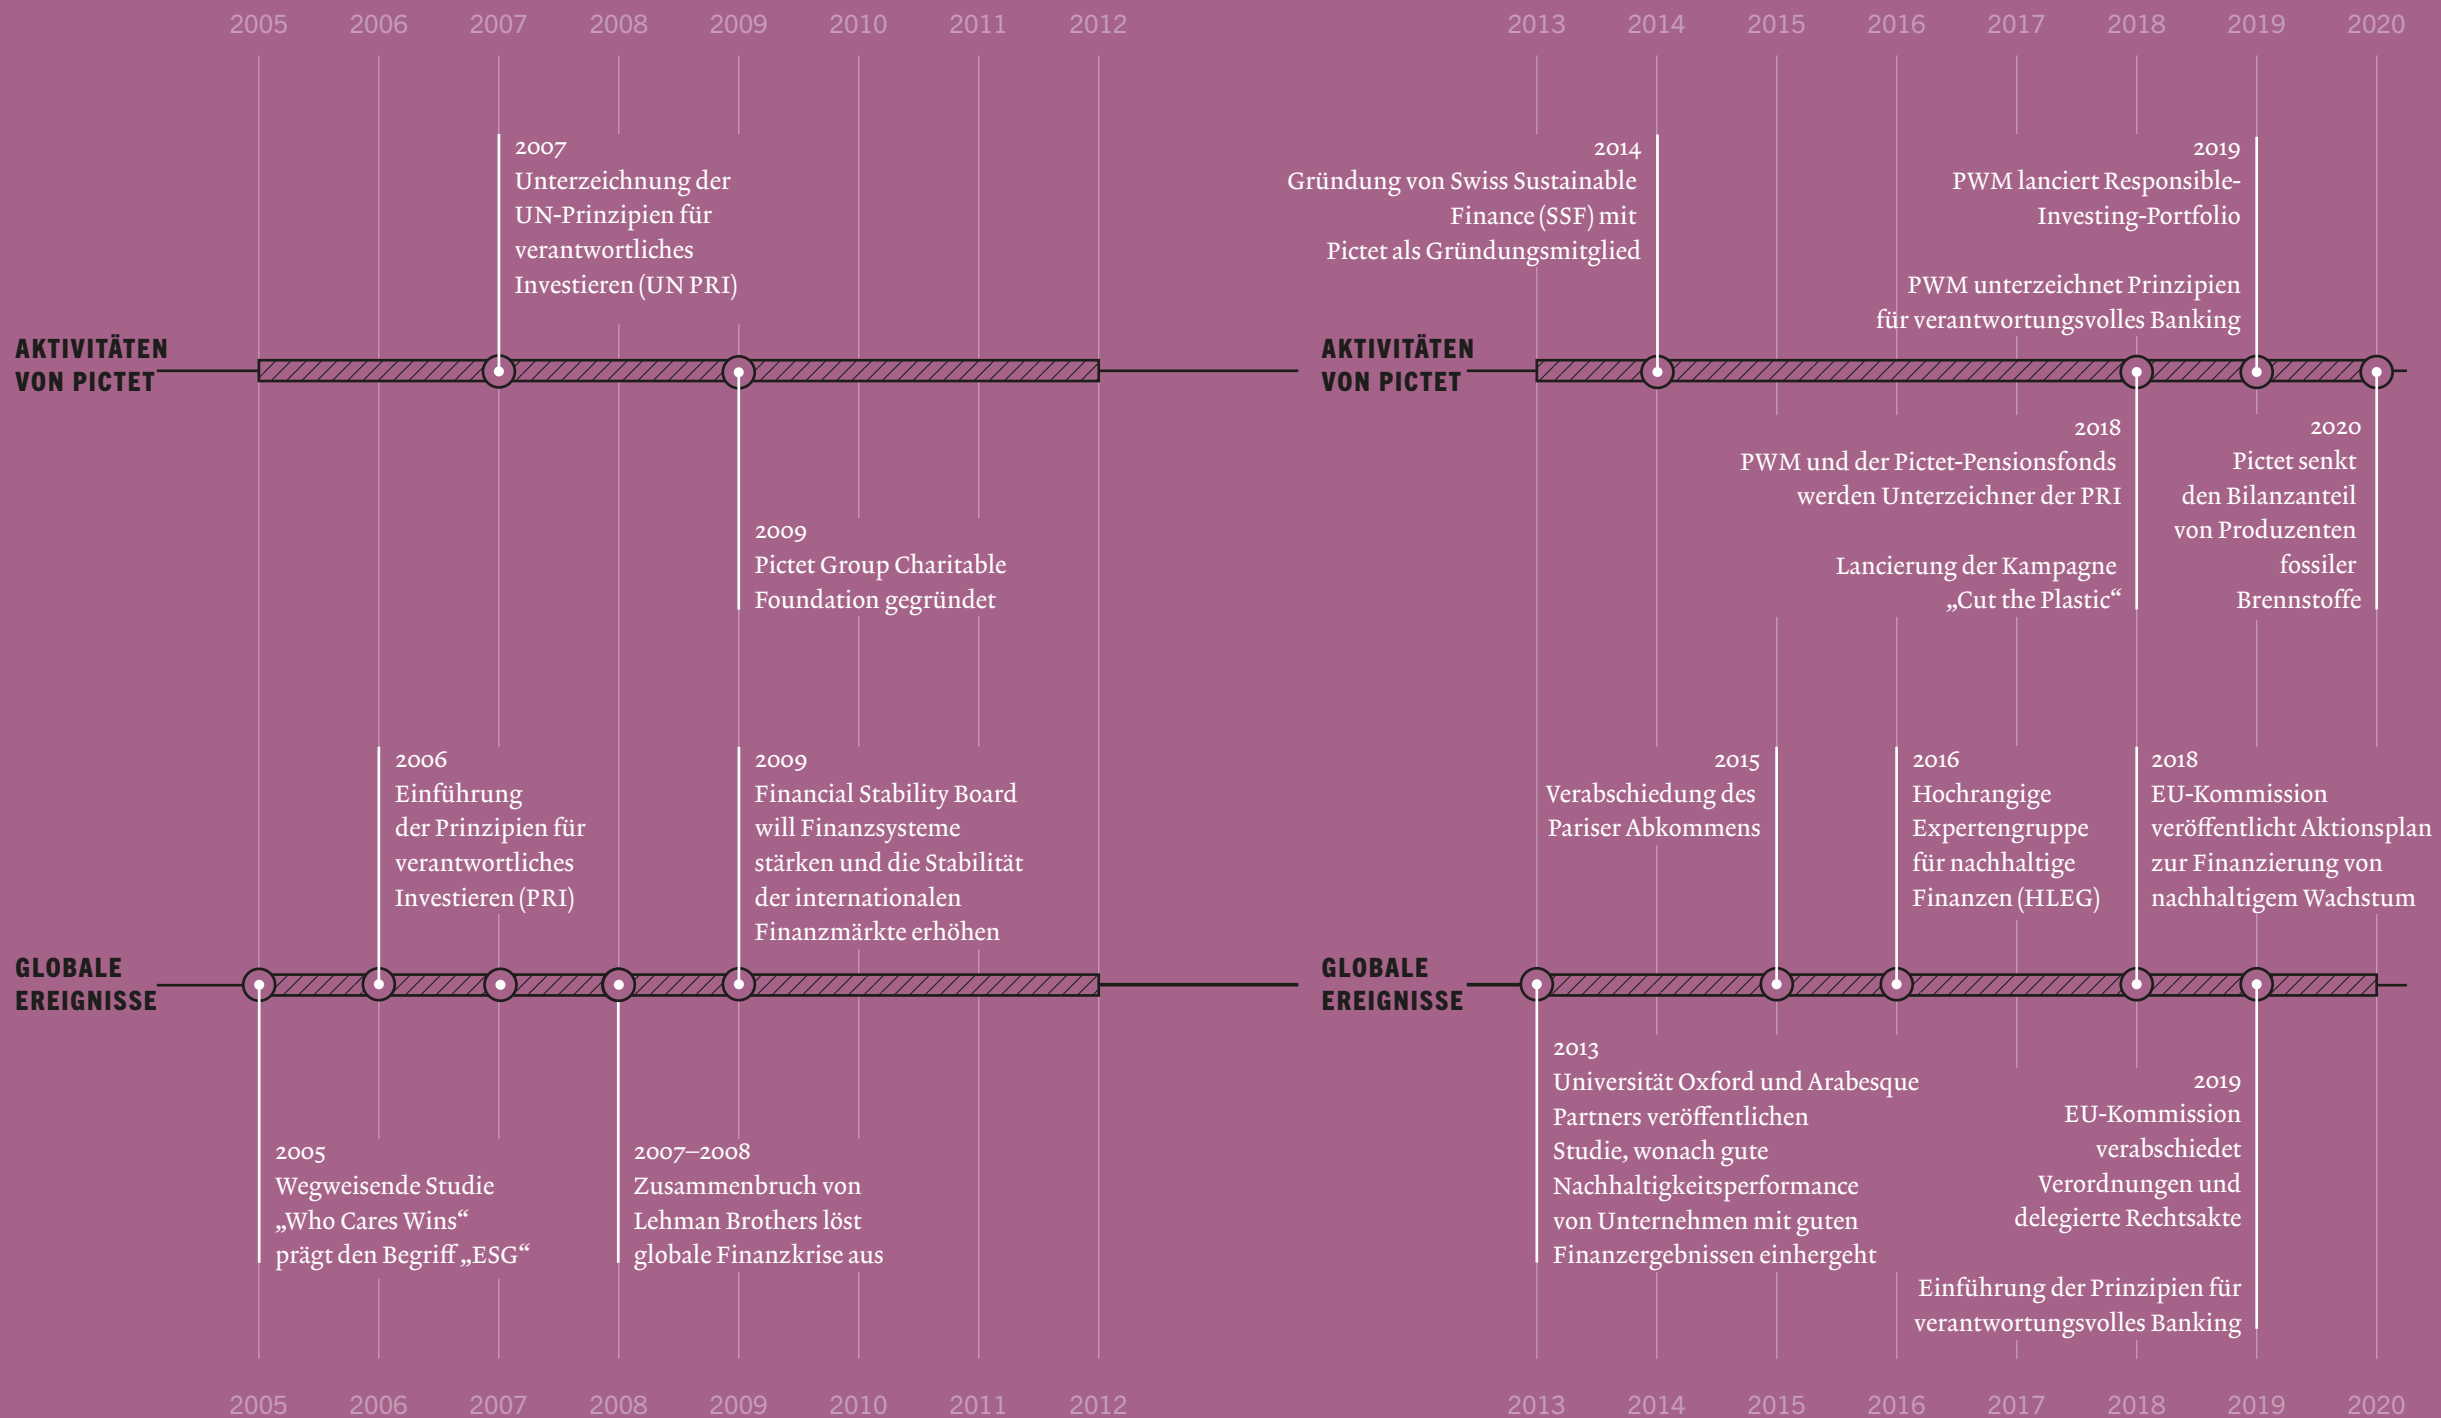 2005 2006 2007 2008 2009 2010 2011 2012 2013 2014 2015 2016 2017 2018 2019 2020
AKTIVITÄTEN
VON PICTET
2007
Unterzeichnung der
UN-Prinzipien für
verantwortliches
Investieren (UN PRI)
2009
Pictet Group Charitable
Foundation gegründet
AKTIVITÄTEN
VON PICTET
2014
Gründung von Swiss Sustainable
Finance (SSF) mit
Pictet als Gründungsmitglied
2019
PWM lanciert Responsible-
Investing-Portfolio
PWM unterzeichnet Prinzipien
für verantwortungsvolles Banking
2018
PWM und der Pictet-Pensionsfonds
werden Unterzeichner der PRI
Lancierung der Kampagne
„Cut the Plastic“
2020
Pictet senkt
den Bilanzanteil
von Produzenten
fossiler
Brennstoffe
GLOBALE
EREIGNISSE
2006
Einführung
der Prinzipien für
verantwortliches
Investieren (PRI)
2009
Financial Stability Board
will Finanzsysteme
stärken und die Stabilität
der internationalen
Finanzmärkte erhöhen
2005
Wegweisende Studie
„Who Cares Wins“
prägt den Begriff „ESG“
2007–2008
Zusammenbruch von
Lehman Brothers löst
globale Finanzkrise aus
GLOBALE
EREIGNISSE
2015
Verabschiedung des
Pariser Abkommens
2016
Hochrangige
Expertengruppe
für nachhaltige
Finanzen (HLEG)
2018
EU-Kommission
veröffentlicht Aktionsplan
zur Finanzierung von
nachhaltigem Wachstum
2013
Universität Oxford und Arabesque
Partners veröffentlichen
Studie, wonach gute
Nachhaltigkeitsperformance
von Unternehmen mit guten
Finanzergebnissen einhergeht
2019
EU-Kommission
verabschiedet
Verordnungen und
delegierte Rechtsakte
Einführung der Prinzipien für
verantwortungsvolles Banking
2005 2006 2007 2008 2009 2010 2011 2012 2013 2014 2015 2016 2017 2018 2019 2020